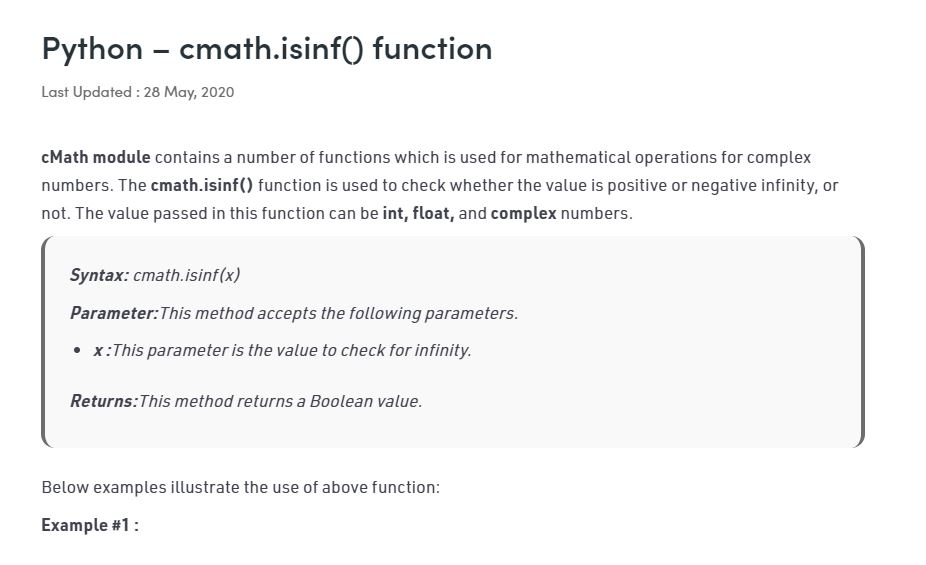 Python – cmath.isinf() function
Last Updated : 28 May, 2020
cMath module contains a number of functions which is used for mathematical operations for complex
numbers. The cmath.isinf() function is used to check whether the value is positive or negative infinity, or
not. The value passed in this function can be int, float, and complex numbers.
Syntax: cmath.isinf(x)
Parameter:This method accepts the following parameters.
• x :This parameter is the value to check for infinity.
Returns:This method returns a Boolean value.
Below examples illustrate the use of above function:
Example #1 :